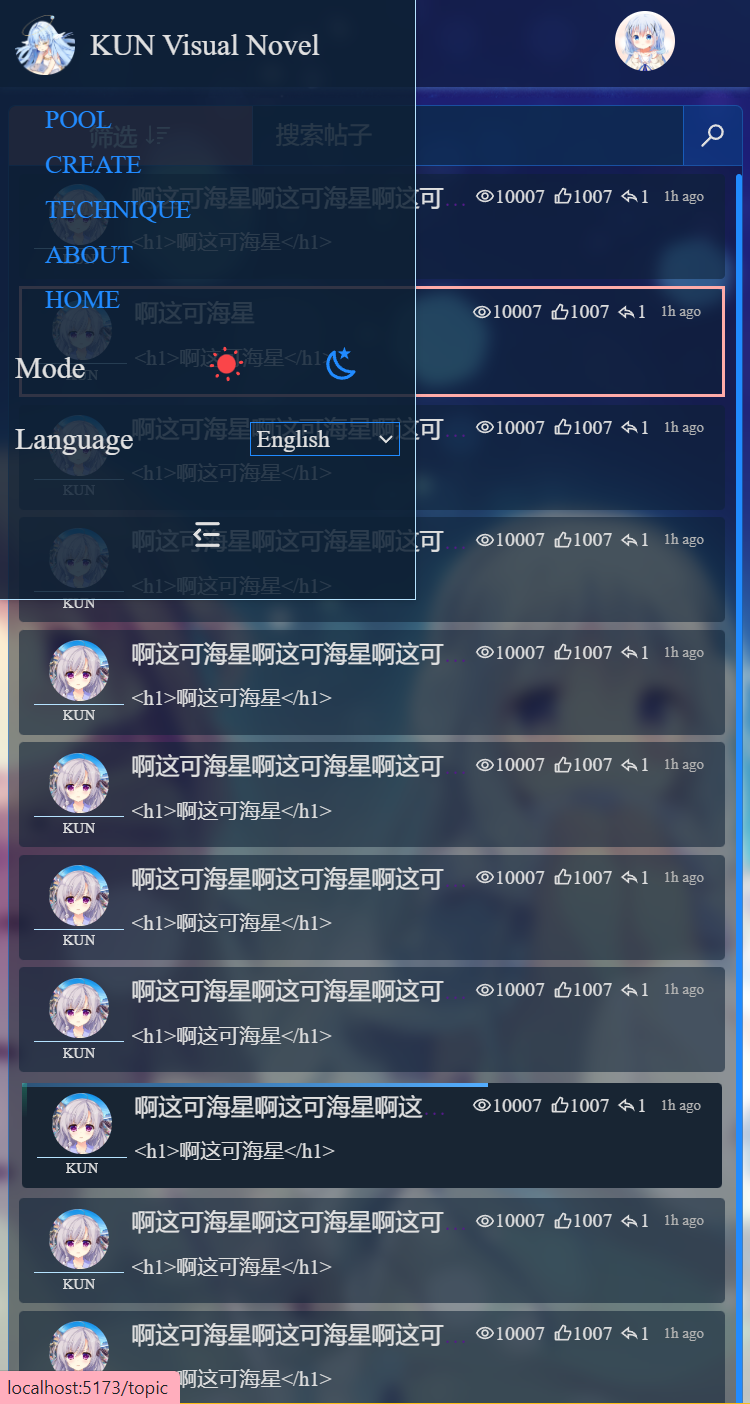 KUN Visual Novel
POOL
筛选
搜索帖子
CREATE
啊这可海星啊这可海星啊这可... 10007 1007 1 1h ago
TECHNIQUE
<h1>啊这可海星</h1>
ABOUT
HOME
啊这可海星 10007 1007 1 1h ago
<h1>啊这可海星</h1>
Mode
KUN
啊这可海星啊这可海星啊这可... 10007 1007 1 1h ago
Language
English
<h1>啊这可海星</h1>
KUN
啊这可海星啊这可海星啊这可... 10007 1007 1 1h ago
<h1>啊这可海星</h1>
KUN
啊这可海星啊这可海星啊这可... 10007 1007 1 1h ago
<h1>啊这可海星</h1>
KUN
啊这可海星啊这可海星啊这可... 10007 1007 1 1h ago
<h1>啊这可海星</h1>
KUN
啊这可海星啊这可海星啊这可... 10007 1007 1 1h ago
<h1>啊这可海星</h1>
KUN
啊这可海星啊这可海星啊这可... 10007 1007 1 1h ago
<h1>啊这可海星</h1>
KUN
啊这可海星啊这可海星啊这... 10007 1007 1 1h ago
<h1>啊这可海星</h1>
KUN
啊这可海星啊这可海星啊这可... 10007 1007 1 1h ago
<h1>啊这可海星</h1>
KUN
啊这可海星啊这可海星啊这可... 10007 1007 1 1h ago
<h1>啊这可海星</h1>
localhost:5173/topic